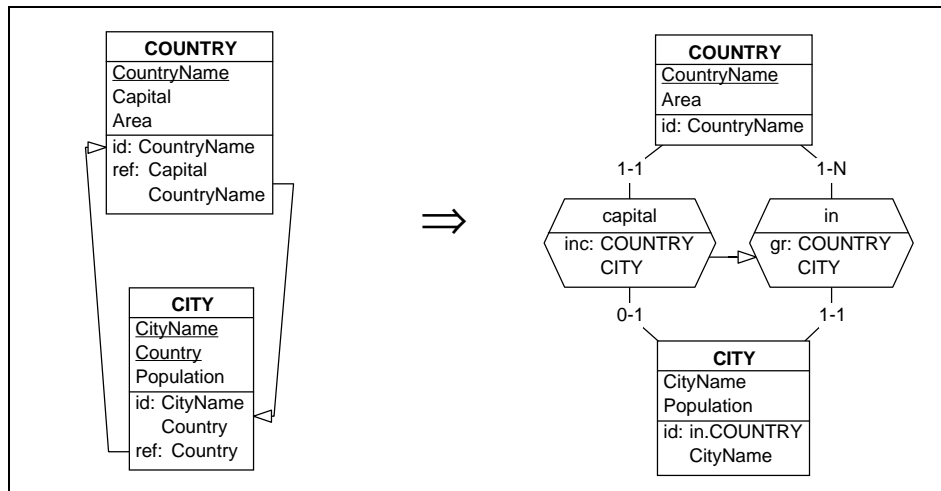 COUNTRY
CountryName
Capital
Area
id: CountryName
ref: Capital
CountryName
CITY
CityName
Country
Population
id: CityName
Country
ref: Country
⇒
COUNTRY
CountryName
Area
id: CountryName
1-1
1-N
capital
inc: COUNTRY
CITY
in
gr: COUNTRY
CITY
0-1
1-1
CITY
CityName
Population
id: in.COUNTRY
CityName